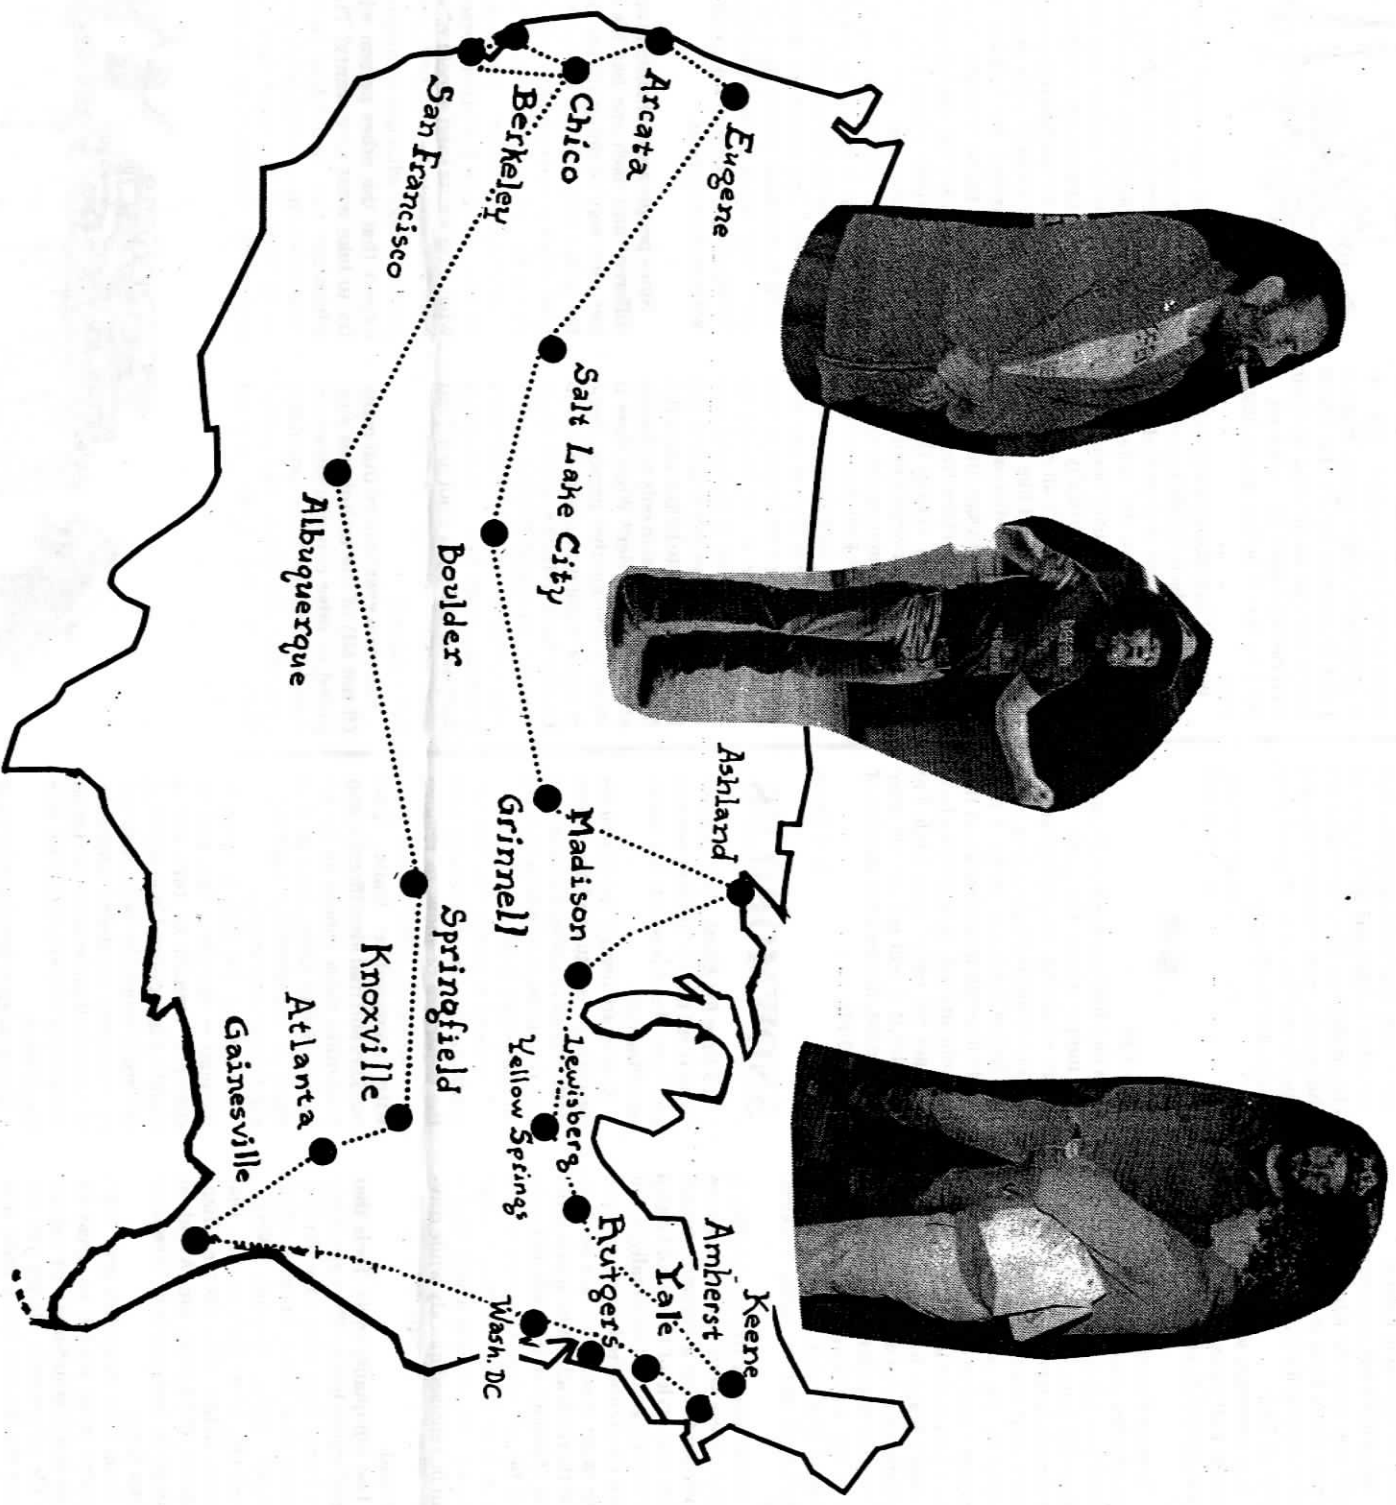 Eugene
Arcata
Chico
Berkeley
San Francisco
Salt Lake City
Boulder
Albuquerque
Ashland
Madison
Grinnell
Springfield
Knoxville
Atlanta
Gainesville
Lewisberg
Yellow Springs
Keene
Amherst
Yale
Rutgers
Wash. DC